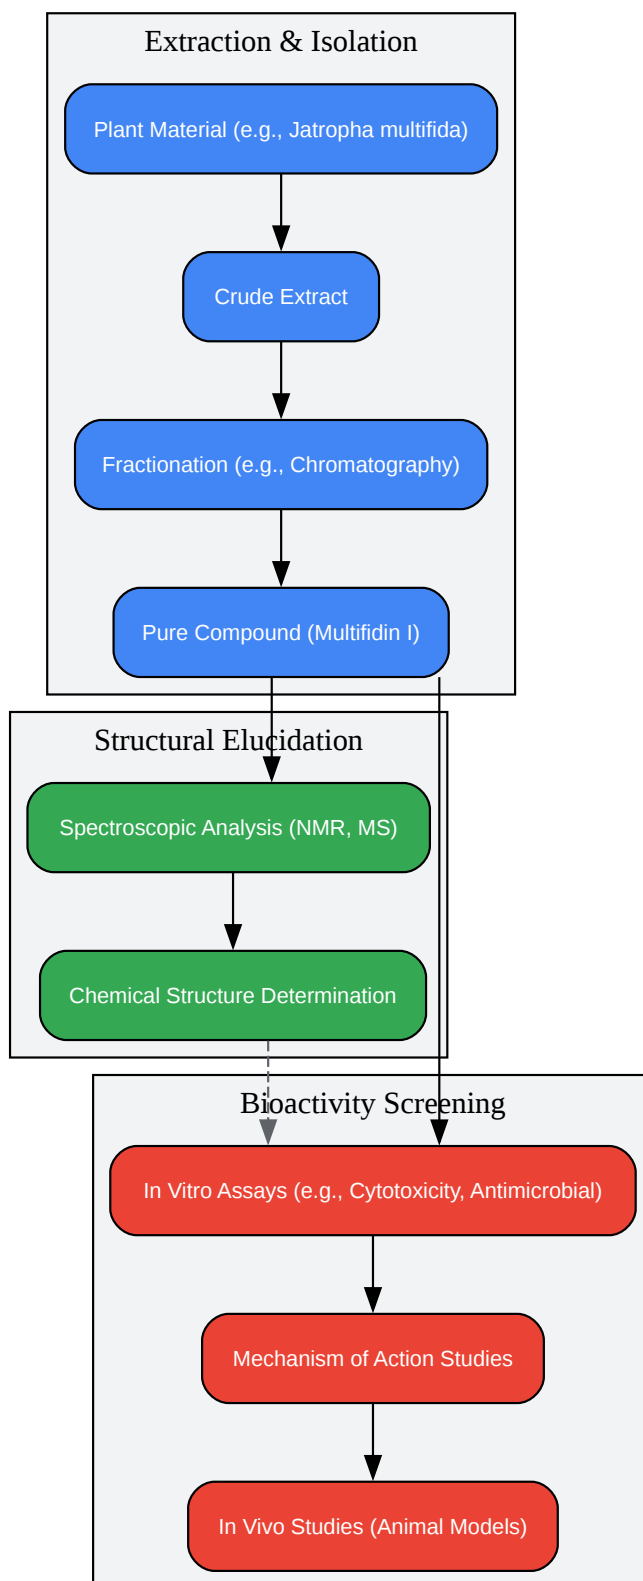 Extraction & Isolation
Plant Material (e.g., Jatropha multifida)
Crude Extract
Fractionation (e.g., Chromatography)
Pure Compound (Multifidin I)
Structural Elucidation
Spectroscopic Analysis (NMR, MS)
Chemical Structure Determination
Bioactivity Screening
In Vitro Assays (e.g., Cytotoxicity, Antimicrobial)
Mechanism of Action Studies
In Vivo Studies (Animal Models)